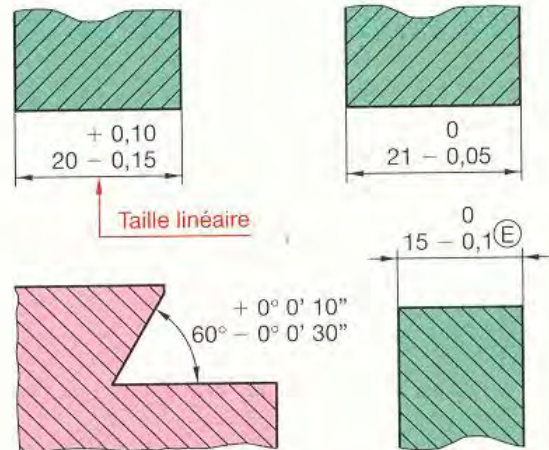 + 0,10
20 – 0,15
0
21 – 0,05
Taille linéaire
0
15 – 0,1 Ⓔ
+ 0° 0' 10"
60° – 0° 0' 30"